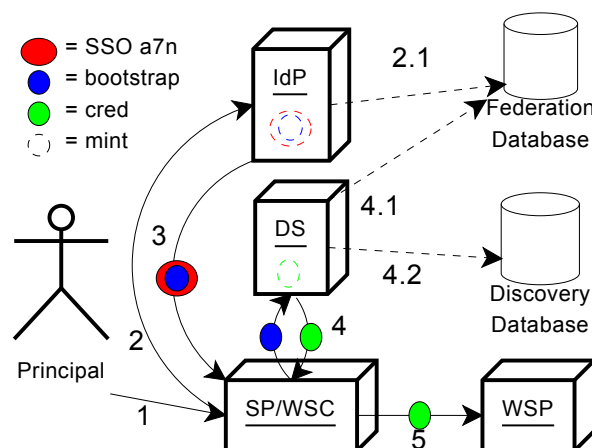 = SSO a7n
= bootstrap
= cred
= mint
IdP
2.1
Federation
Database
3
DS
4.1
4.2
2
4
Discovery
Database
Principal
1
SP/WSC
5
WSP